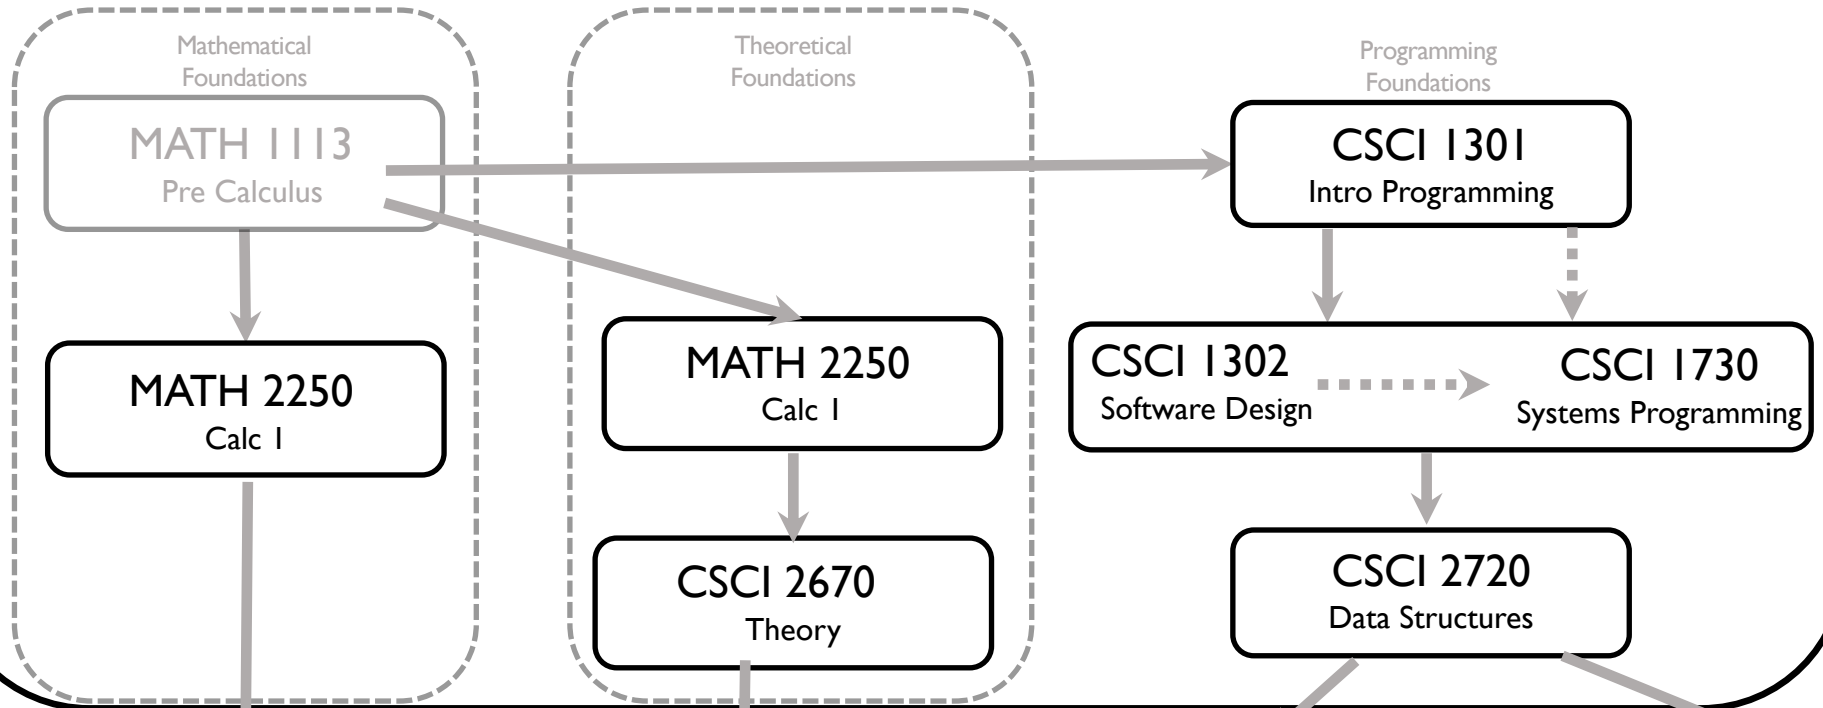 Mathematical
Foundations
MATH 1113
Pre Calculus
MATH 2250
Calc 1
Theoretical
Foundations
MATH 2250
Calc 1
CSCI 2670
Theory
Programming
Foundations
CSCI 1301
Intro Programming
CSCI 1302
Software Design
CSCI 1730
Systems Programming
CSCI 2720
Data Structures